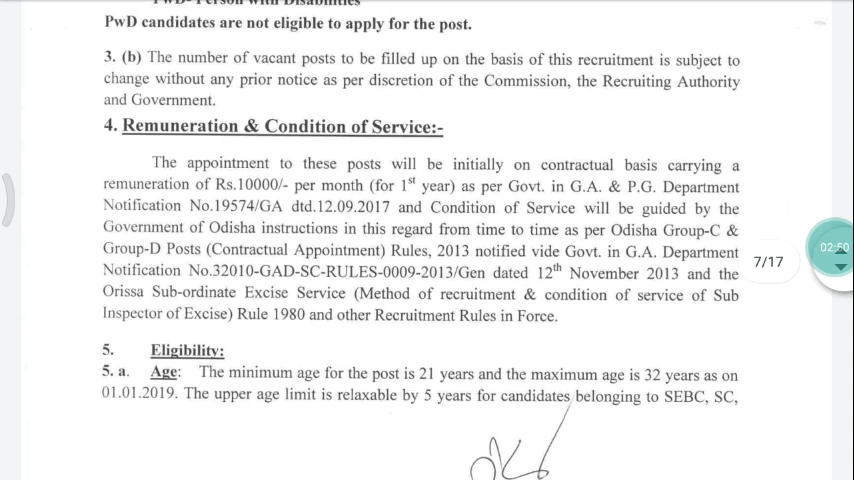 PwD- Person with Disabilities
PwD candidates are not eligible to apply for the post.
3. (b) The number of vacant posts to be filled up on the basis of this recruitment is subject to
change without any prior notice as per discretion of the Commission, the Recruiting Authority
and Government.
4. Remuneration & Condition of Service:-
The appointment to these posts will be initially on contractual basis carrying a
remuneration of Rs.10000/- per month (for 1st year) as per Govt. in G.A. & P.G. Department
Notification No.19574/GA dtd.12.09.2017 and Condition of Service will be guided by the
Government of Odisha instructions in this regard from time to time as per Odisha Group-C &
Group-D Posts (Contractual Appointment) Rules, 2013 notified vide Govt. in G.A. Department
Notification No.32010-GAD-SC-RULES-0009-2013/Gen dated 12th November 2013 and the
Orissa Sub-ordinate Excise Service (Method of recruitment & condition of service of Sub
Inspector of Excise) Rule 1980 and other Recruitment Rules in Force.
5. Eligibility:
5. a. Age: The minimum age for the post is 21 years and the maximum age is 32 years as on
01.01.2019. The upper age limit is relaxable by 5 years for candidates belonging to SEBC, SC,
7/17
02:50